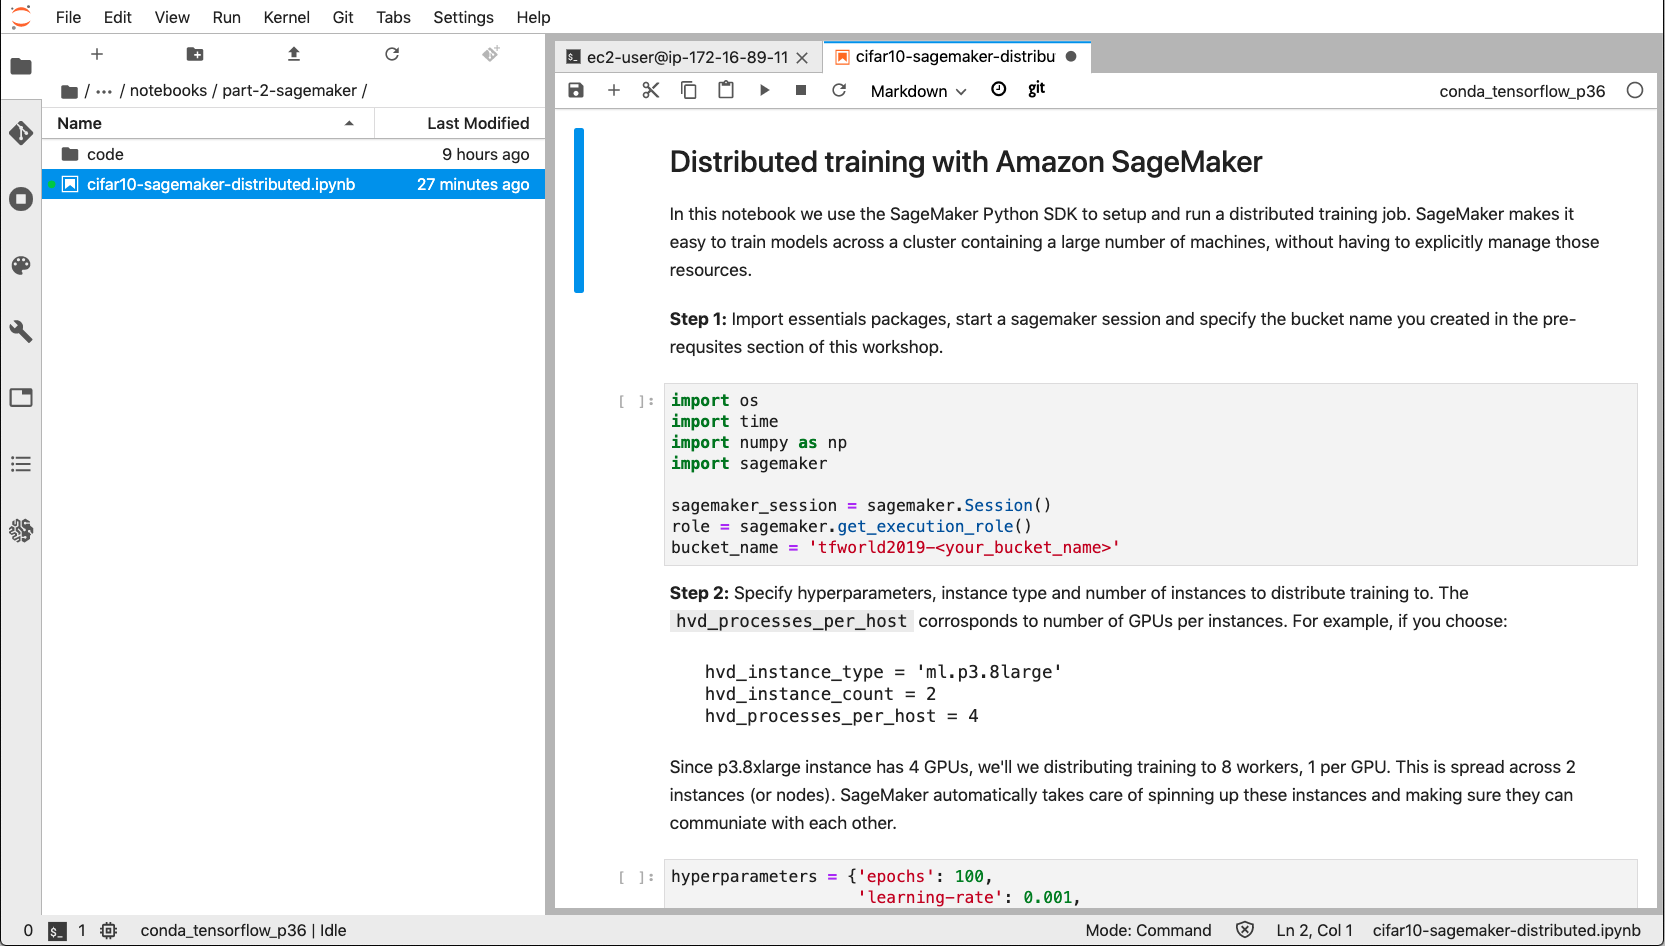 File Edit View Run Kernel Git Tabs Settings Help
/ ··· / notebooks / part-2-sagemaker /
Name Last Modified
code 9 hours ago
cifar10-sagemaker-distributed.ipynb 27 minutes ago
ec2-user@ip-172-16-89-11
cifar10-sagemaker-distribu
Markdown
git
conda_tensorflow_p36
Distributed training with Amazon SageMaker
In this notebook we use the SageMaker Python SDK to setup and run a distributed training job. SageMaker makes it
easy to train models across a cluster containing a large number of machines, without having to explicitly manage those
resources.
Step 1: Import essentials packages, start a sagemaker session and specify the bucket name you created in the pre-
requsites section of this workshop.
[ ]:
import os
import time
import numpy as np
import sagemaker
sagemaker_session = sagemaker.Session()
role = sagemaker.get_execution_role()
bucket_name = 'tfworld2019-<your_bucket_name>'
Step 2: Specify hyperparameters, instance type and number of instances to distribute training to. The
hvd_processes_per_host corrosponds to number of GPUs per instances. For example, if you choose:
hvd_instance_type = 'ml.p3.8large'
hvd_instance_count = 2
hvd_processes_per_host = 4
Since p3.8xlarge instance has 4 GPUs, we'll we distributing training to 8 workers, 1 per GPU. This is spread across 2
instances (or nodes). SageMaker automatically takes care of spinning up these instances and making sure they can
communiate with each other.
[ ]:
hyperparameters = {'epochs': 100,
'learning-rate': 0.001,
0 $_ 1 conda_tensorflow_p36 | Idle
Mode: Command Ln 2, Col 1 cifar10-sagemaker-distributed.ipynb